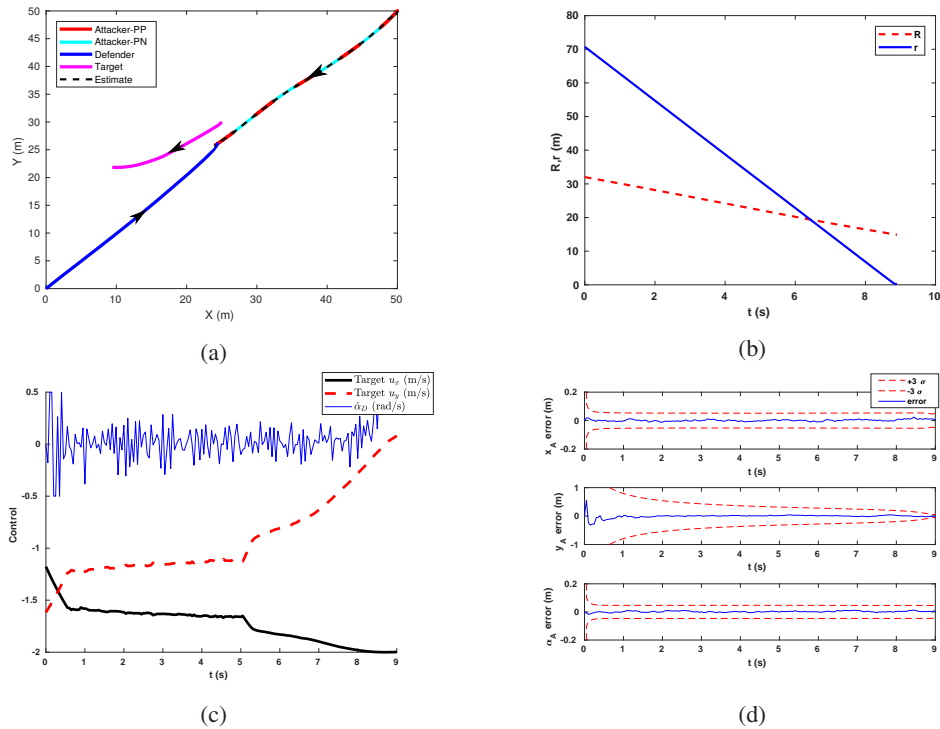 50
45
40
35
30
25
20
15
10
5
0
Y (m)
Attacker-PP
Attacker-PN
Defender
Target
Estimate
0 10 20 30 40 50
X (m)
(a)
80
70
60
50
40
30
20
10
0
R,r (m)
R
r
0 2 4 6 8 10
t (s)
(b)
Target u_x (m/s)
Target u_y (m/s)
α̇_D (rad/s)
0.5
0
-0.5
-1
-1.5
-2
Control
0 1 2 3 4 5 6 7 8 9
t (s)
(c)
+3 σ
-3 σ
error
0.2
0
-0.2
x_A error (m)
0 1 2 3 4 5 6 7 8 9
t (s)
1
0
-1
y_A error (m)
0 1 2 3 4 5 6 7 8 9
t (s)
0.2
0
-0.2
α_A error (m)
0 1 2 3 4 5 6 7 8 9
t (s)
(d)